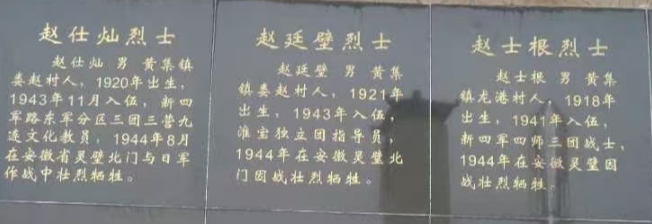 赵仕灿烈士
赵仕灿 男 黄集镇
娄赵村人，1920年出生，
1943年11月入伍，新四
军路东军分区三团三营九
连文化教员，1944年8月
在安徽省灵璧北门与日军
作战中壮烈牺牲。
赵廷壁烈士
赵廷壁 男 黄集
镇娄赵村人，1921年
出生，1943年入伍，
淮宝独立团指导员，
1944年在安徽灵璧北
门因战壮烈牺牲。
赵士根烈士
赵士根 男 黄集
镇龙港村人，1918年
出生，1941年入伍，
新四军四师三团战士，
1944年在安徽灵璧因
战壮烈牺牲。